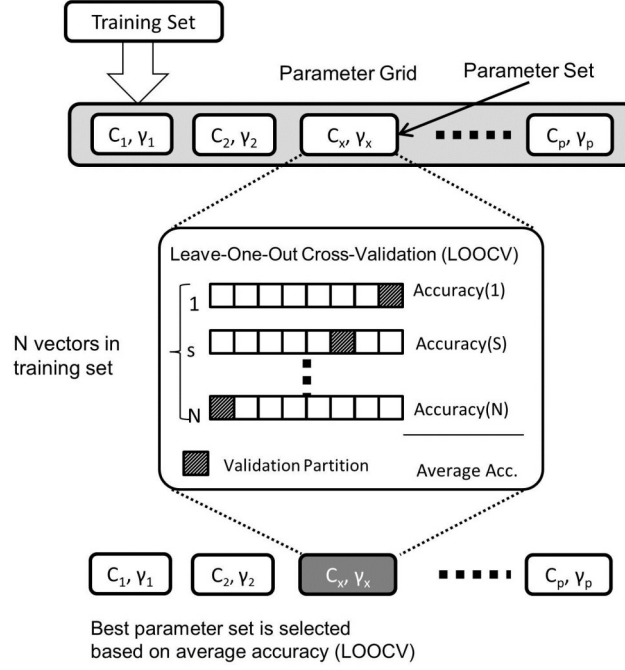 Training Set
Parameter Grid
Parameter Set
C₁, γ₁
C₂, γ₂
Cₓ, γₓ
Cₚ, γₚ
Leave-One-Out Cross-Validation (LOOCV)
1
Accuracy(1)
N vectors in
training set
s
Accuracy(S)
N
Accuracy(N)
Validation Partition
Average Acc.
C₁, γ₁
C₂, γ₂
Cₓ, γₓ
Cₚ, γₚ
Best parameter set is selected
based on average accuracy (LOOCV)